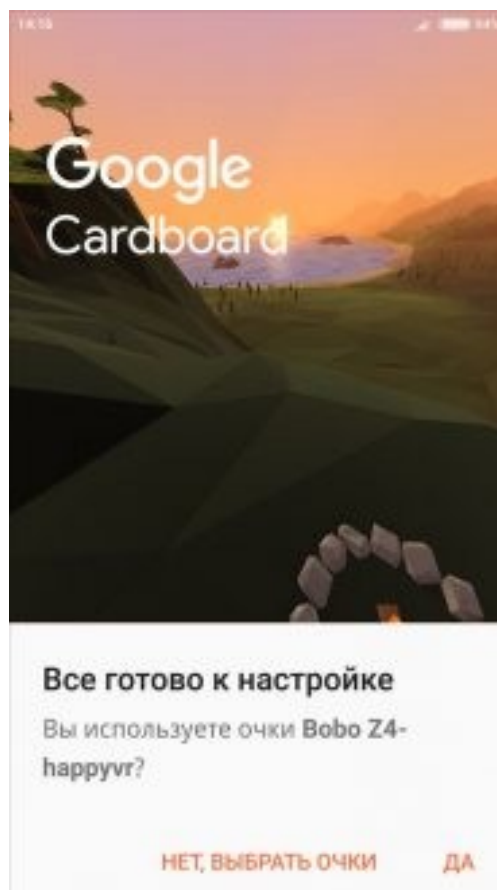 Google
Cardboard
Все готово к настройке
Вы используете очки Bobo Z4-
happyvr?
НЕТ, ВЫБРАТЬ ОЧКИ ДА